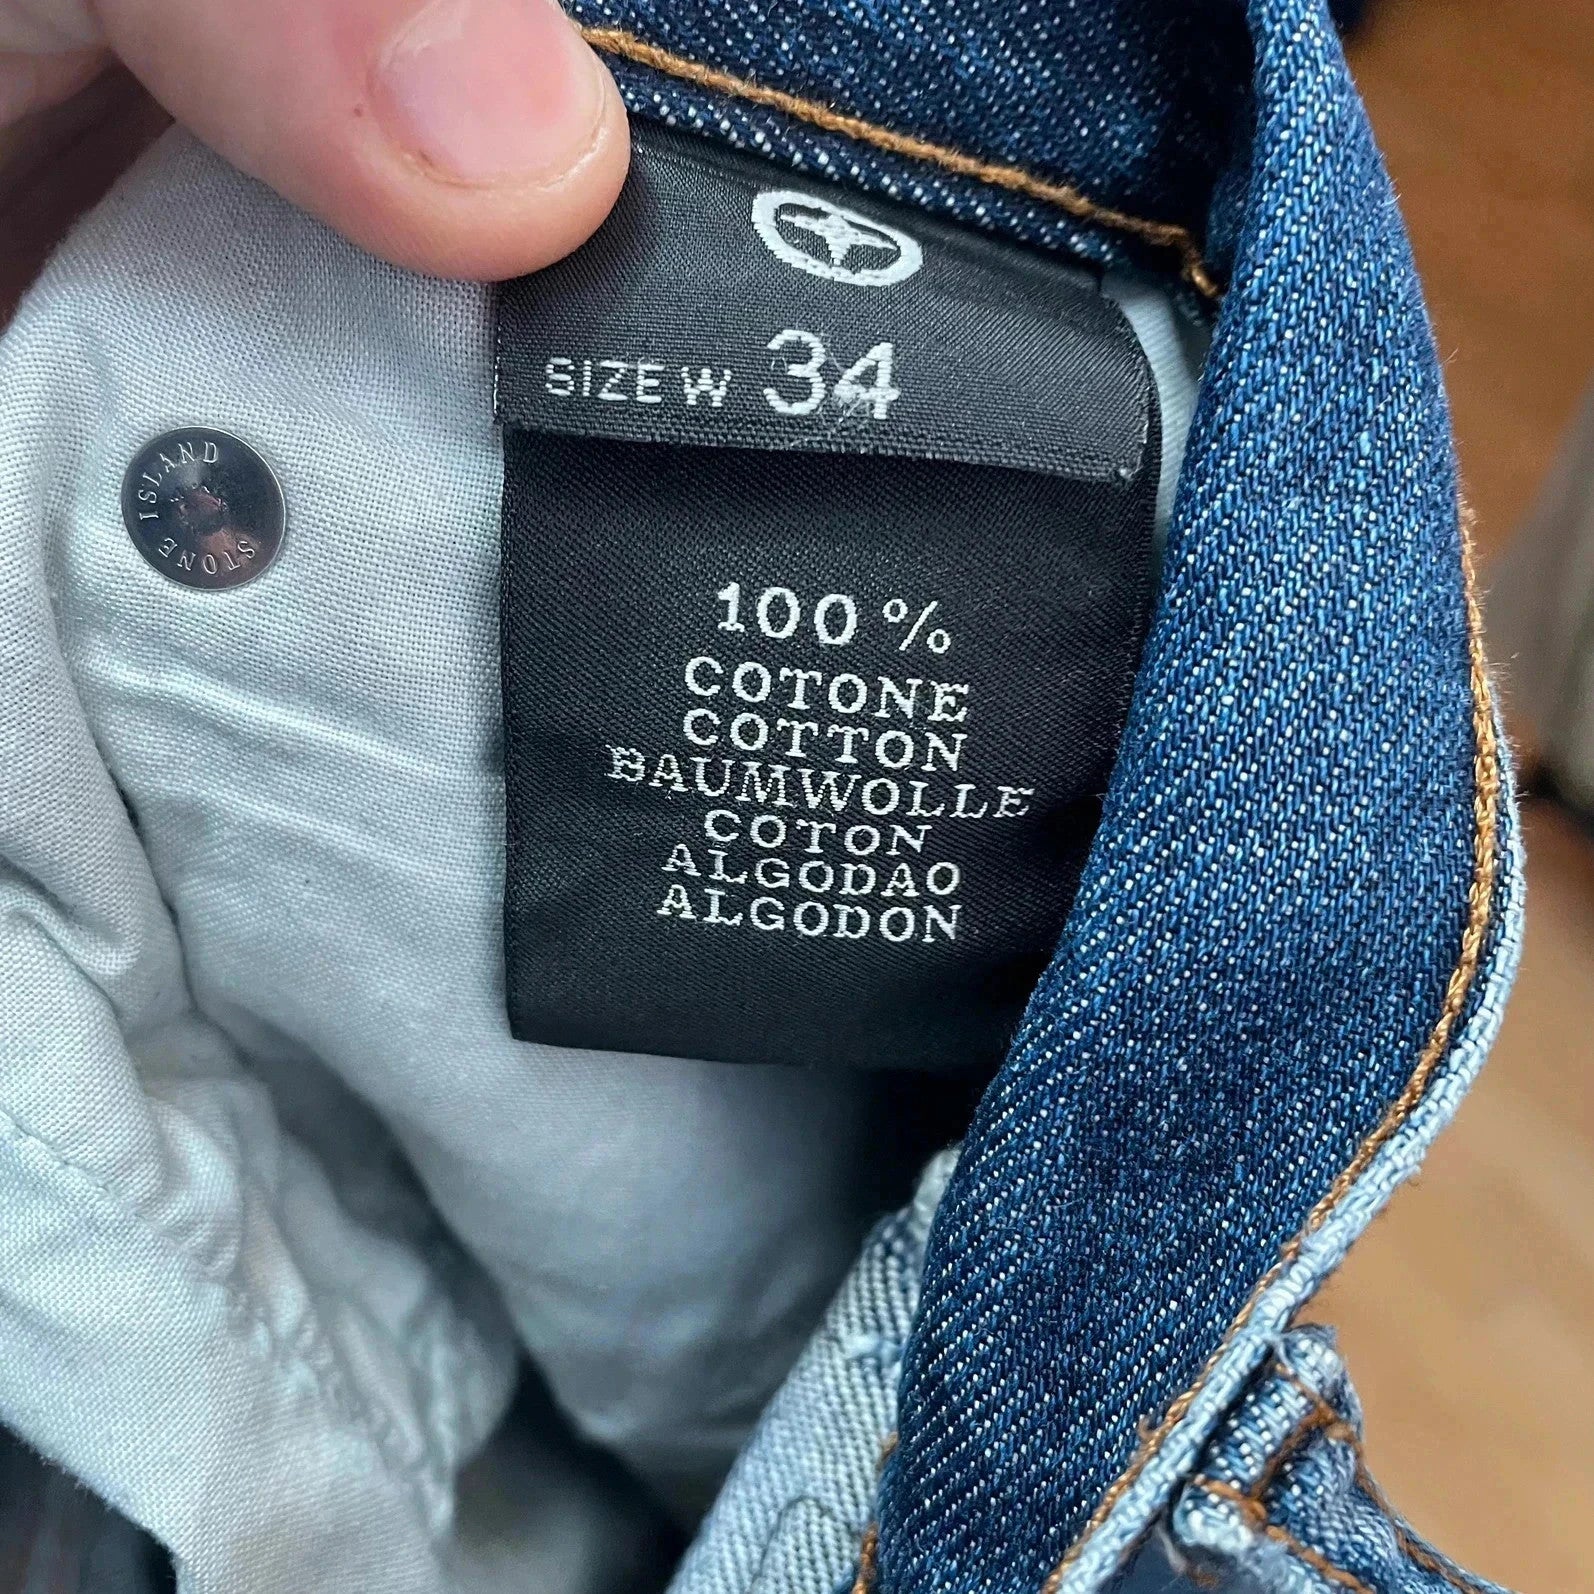 SIZE W 34
100 %
COTONE
COTTON
BAUMWOLLE
COTON
ALGODAO
ALGODON
STONE ISLAND